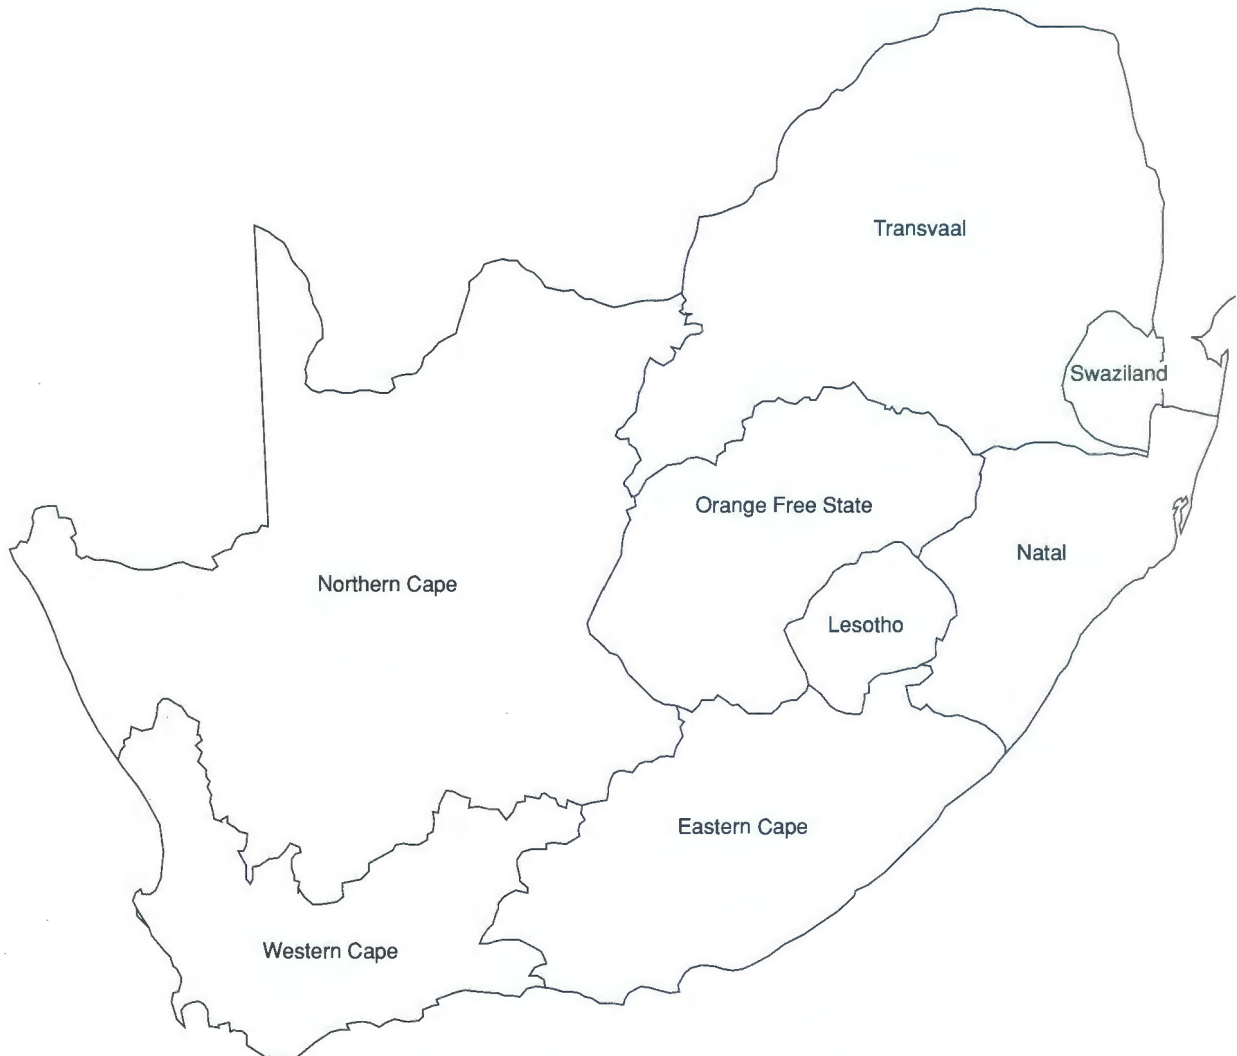 Transvaal
Swaziland
Orange Free State
Natal
Northern Cape
Lesotho
Eastern Cape
Western Cape